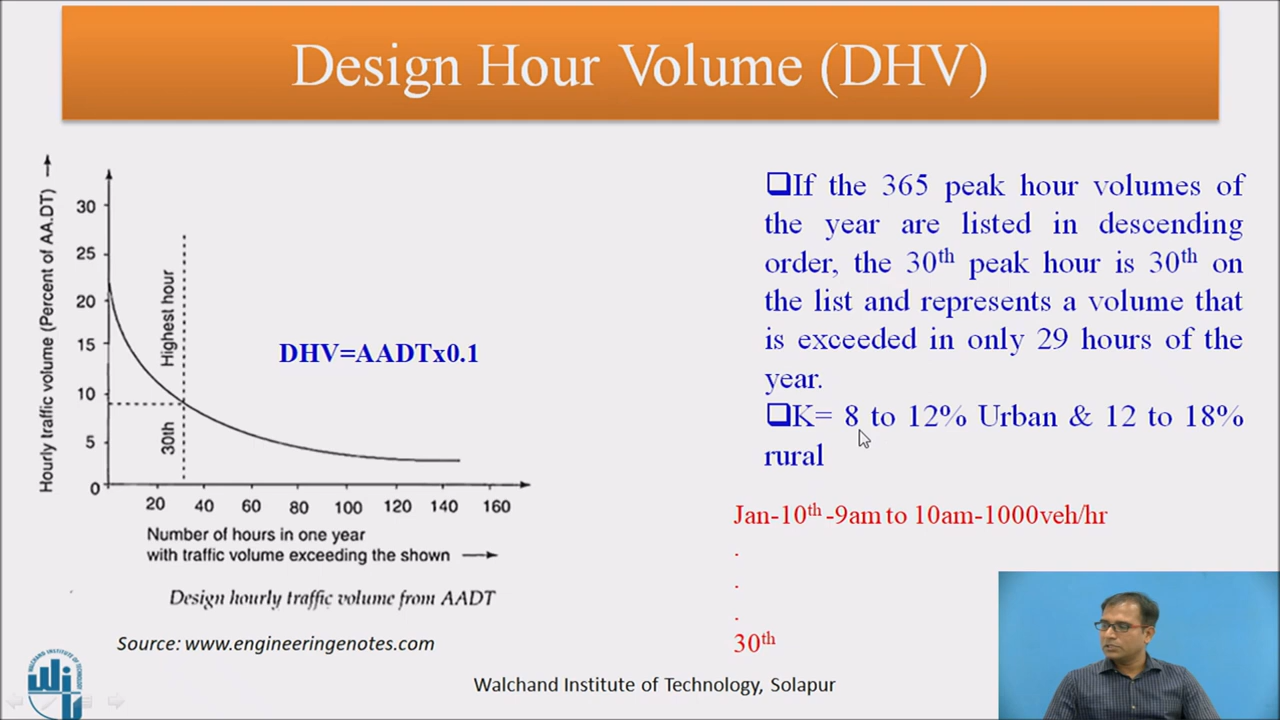 Design Hour Volume (DHV)
Hourly traffic volume (Percent of AA.DT)
30
25
20
15
10
5
0
Highest hour
30th
20 40 60 80 100 120 140 160
Number of hours in one year
with traffic volume exceeding the shown
Design hourly traffic volume from AADT
DHV=AADTx0.1
❑If the 365 peak hour volumes of
the year are listed in descending
order, the 30th peak hour is 30th on
the list and represents a volume that
is exceeded in only 29 hours of the
year.
❑K= 8 to 12% Urban & 12 to 18%
rural
Jan-10th -9am to 10am-1000veh/hr
.
.
.
30th
Source: www.engineeringenotes.com
WALCHAND INSTITUTE OF TECHNOLOGY
Walchand Institute of Technology, Solapur